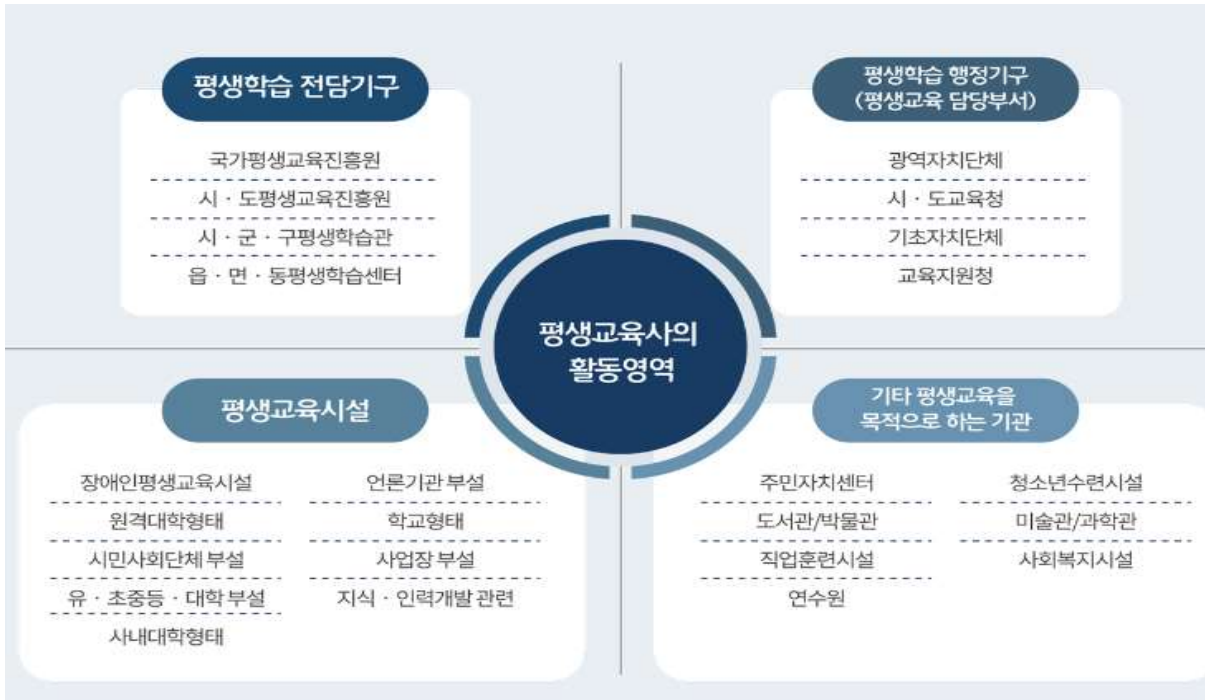 평생학습 전담기구
국가평생교육진흥원
시 · 도평생교육진흥원
시 · 군 · 구평생학습관
읍 · 면 · 동평생학습센터
평생학습 행정기구
(평생교육 담당부서)
광역자치단체
시 · 도교육청
기초자치단체
교육지원청
평생교육사의
활동영역
평생교육시설
장애인평생교육시설
원격대학형태
시민사회단체 부설
유 · 초중등 · 대학 부설
사내대학형태
언론기관 부설
학교형태
사업장 부설
지식 · 인력개발 관련
기타 평생교육을
목적으로 하는 기관
주민자치센터
도서관/박물관
직업훈련시설
연수원
청소년수련시설
미술관/과학관
사회복지시설